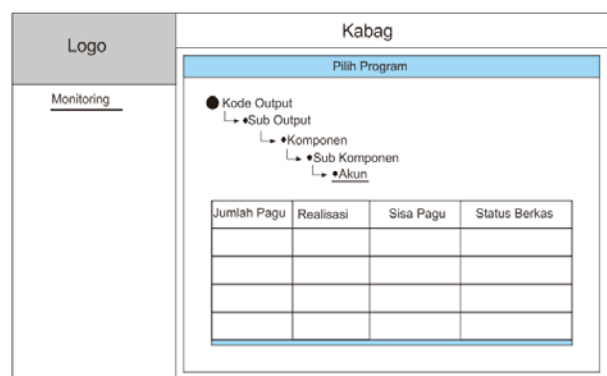 Logo
Kabag
Monitoring
Pilih Program
Kode Output
Sub Output
Komponen
Sub Komponen
Akun
Jumlah Pagu Realisasi Sisa Pagu Status Berkas